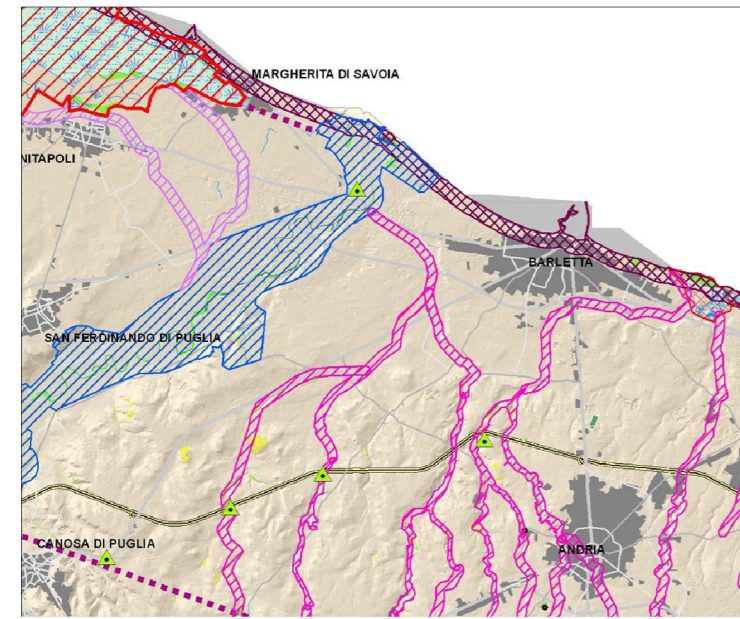 MARGHERITA DI SAVOIA
NITAPOLI
BARLETTA
SAN FERDINANDO DI PUGLIA
CANOSA DI PUGLIA
ANDRIA